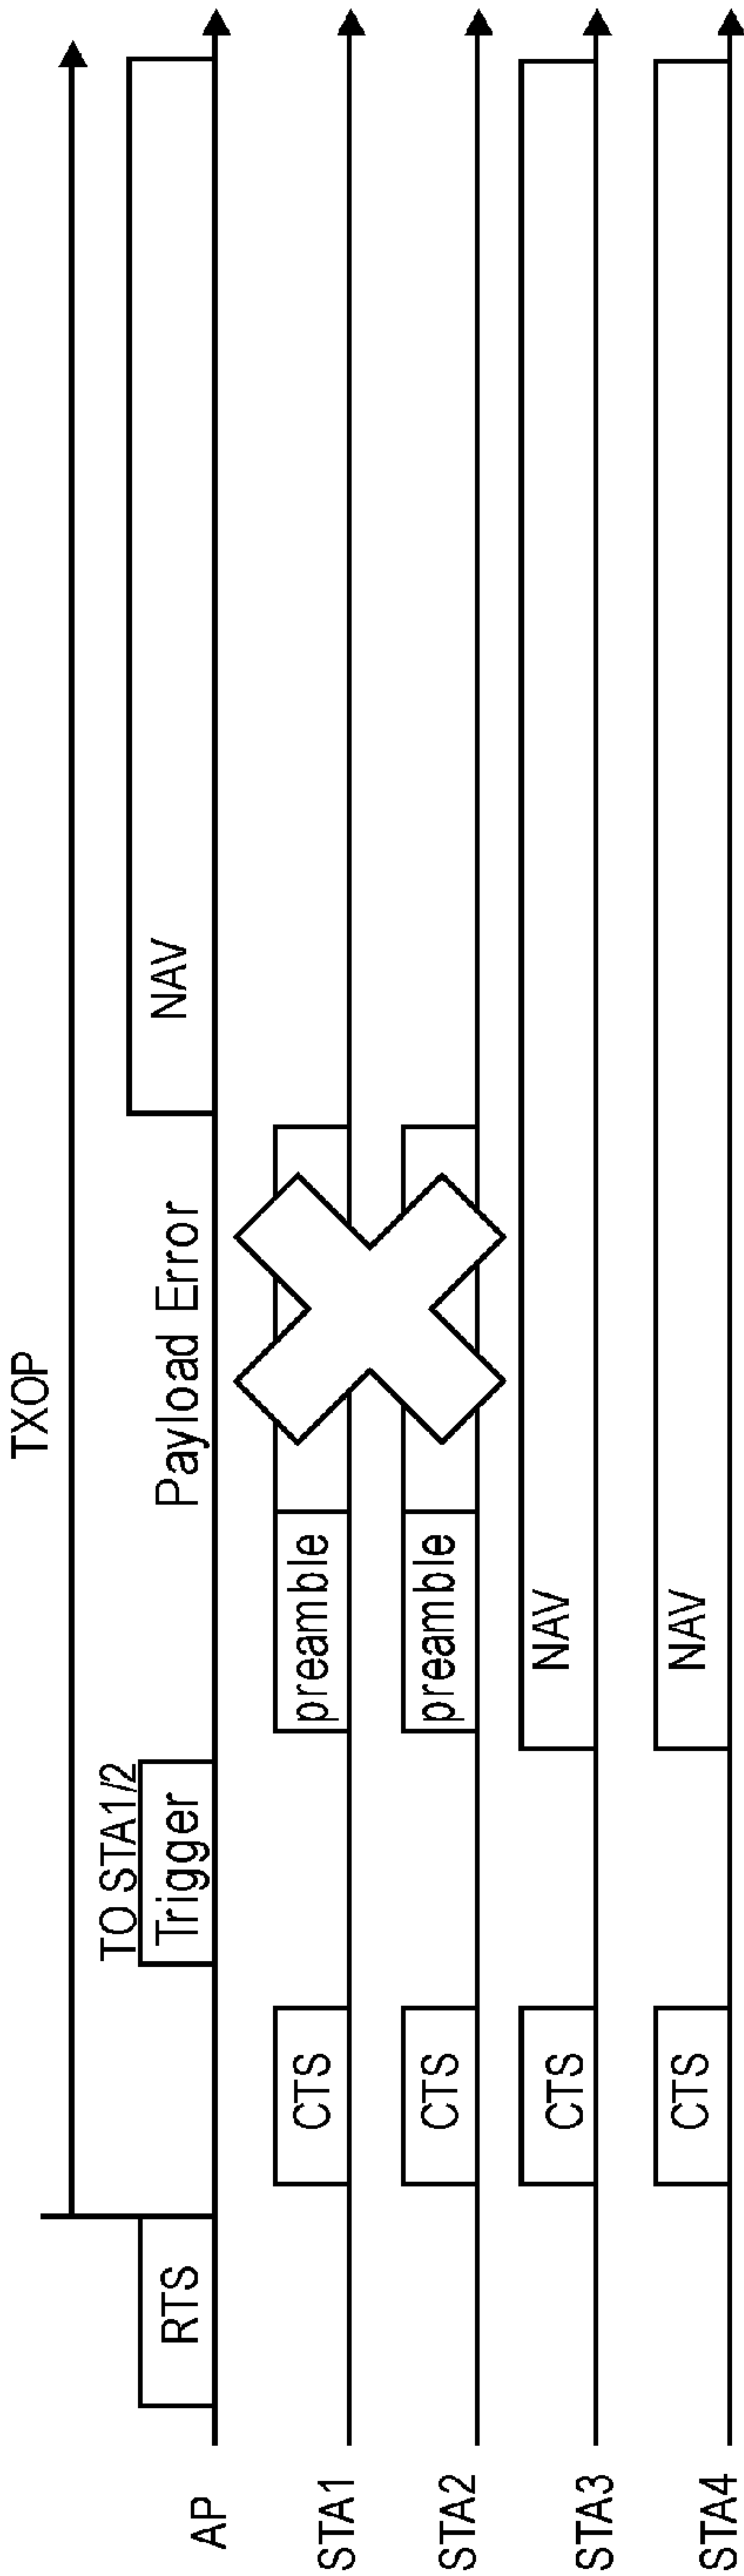 TXOP
TO STA1/2
AP
RTS
Trigger
Payload Error
NAV
STA1
CTS
preamble
STA2
CTS
preamble
STA3
CTS
NAV
STA4
CTS
NAV